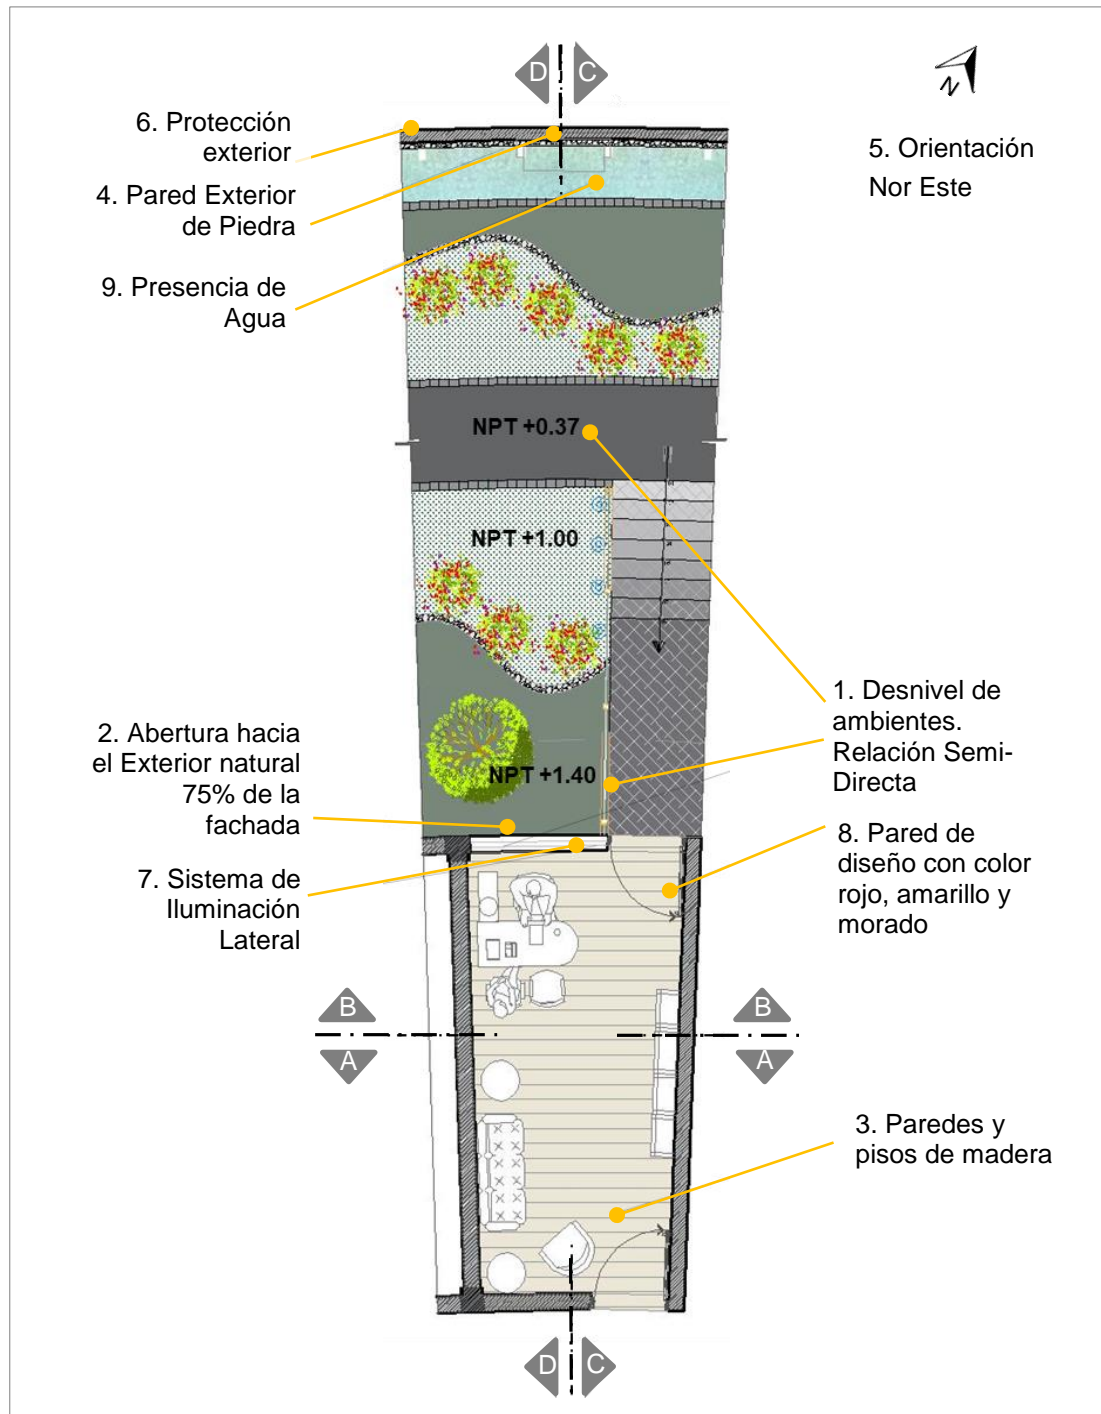 D C
N
6. Protección
exterior
5. Orientación
Nor Este
4. Pared Exterior
de Piedra
9. Presencia de
Agua
NPT +0.37
NPT +1.00
1. Desnivel de
ambientes.
Relación Semi-
Directa
2. Abertura hacia
el Exterior natural
75% de la
fachada
NPT +1.40
8. Pared de
diseño con color
rojo, amarillo y
morado
7. Sistema de
Iluminación
Lateral
B B
A A
3. Paredes y
pisos de madera
D C